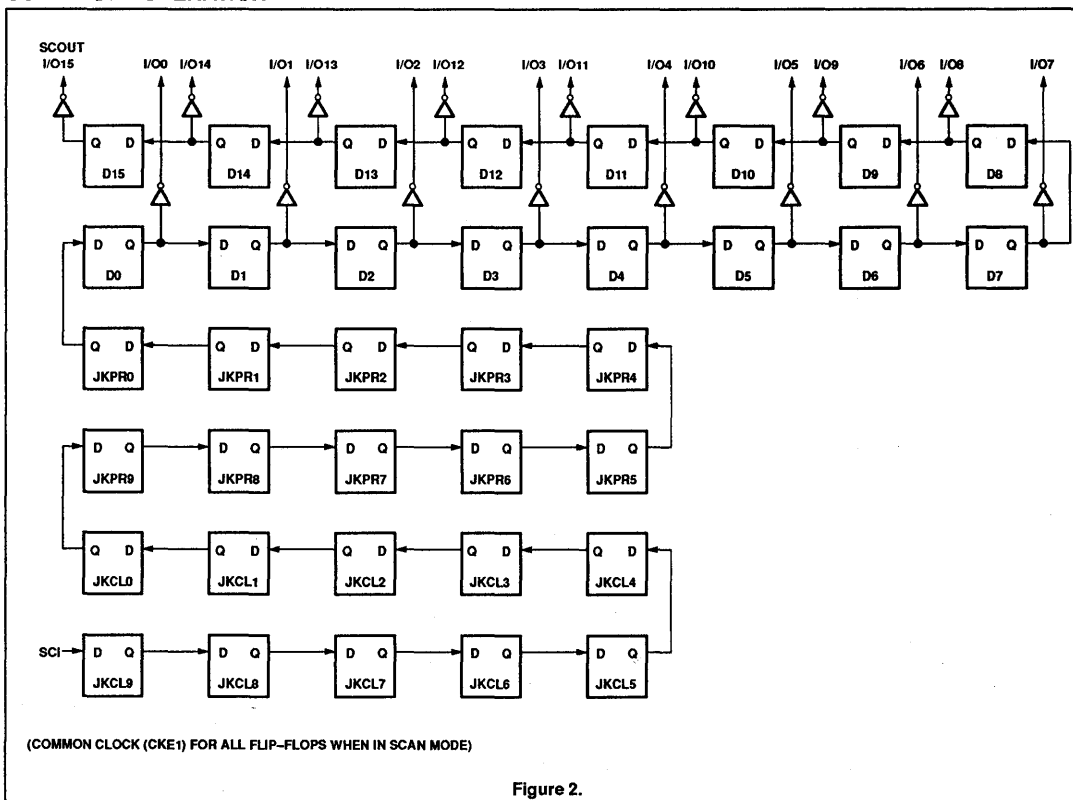 SCOUT
I/O15 I/O0 I/O14 I/O1 I/O13 I/O2 I/O12 I/O3 I/O11 I/O4 I/O10 I/O5 I/O9 I/O6 I/O8 I/O7
Q D Q D Q D Q D Q D Q D Q D Q D
D15 D14 D13 D12 D11 D10 D9 D8
D Q D Q D Q D Q D Q D Q D Q D Q
D0 D1 D2 D3 D4 D5 D6 D7
Q D Q D Q D Q D Q D
JKPR0 JKPR1 JKPR2 JKPR3 JKPR4
D Q D Q D Q D Q D Q
JKPR9 JKPR8 JKPR7 JKPR6 JKPR5
Q D Q D Q D Q D Q D
JKCL0 JKCL1 JKCL2 JKCL3 JKCL4
SCI D Q D Q D Q D Q D Q
JKCL9 JKCL8 JKCL7 JKCL6 JKCL5
(COMMON CLOCK (CKE1) FOR ALL FLIP–FLOPS WHEN IN SCAN MODE)
Figure 2.